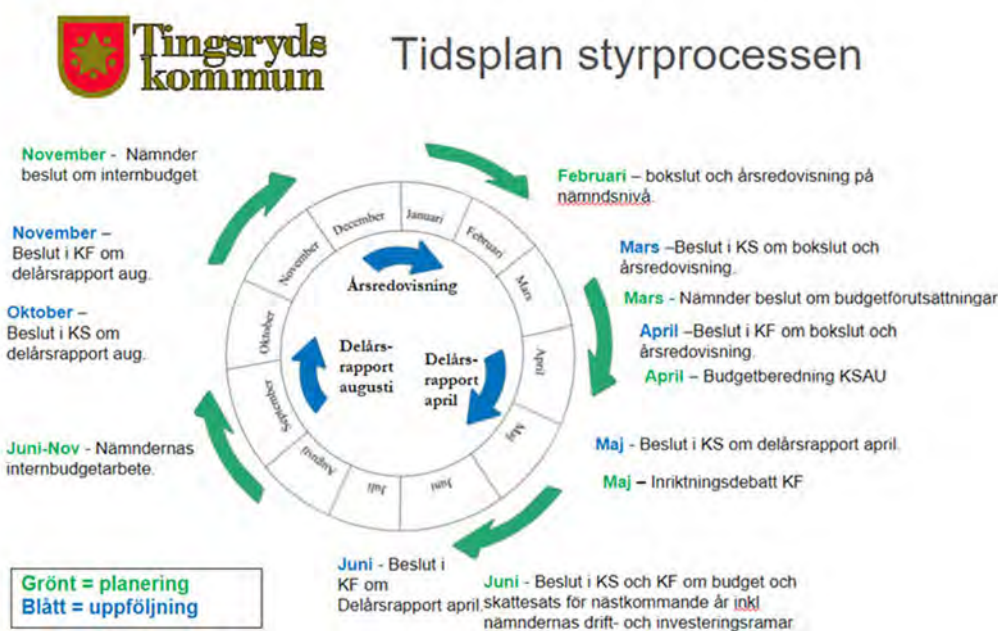 Tingsryds
kommun
Tidsplan styrprocessen
November - Nämnder
beslut om internbudget
November –
Beslut i KF om
delårsrapport aug.
Oktober –
Beslut i KS om
delårsrapport aug.
Juni-Nov - Nämndernas
internbudgetarbete.
Grönt = planering
Blått = uppföljning
Januari
Februari
Mars
April
Maj
Juni
Juli
Augusti
September
Oktober
November
December
Årsredovisning
Delårs-
rapport
augusti
Delårs-
rapport
april
Februari – bokslut och årsredovisning på
nämndsnivå.
Mars –Beslut i KS om bokslut och
årsredovisning.
Mars - Nämnder beslut om budgetförutsättningar
April –Beslut i KF om bokslut och
årsredovisning.
April – Budgetberedning KSAU
Maj - Beslut i KS om delårsrapport april.
Maj – Inriktningsdebatt KF
Juni - Beslut i
KF om
Delårsrapport april.
Juni - Beslut i KS och KF om budget och
skattesats för nästkommande år inkl
nämndernas drift- och investeringsramar